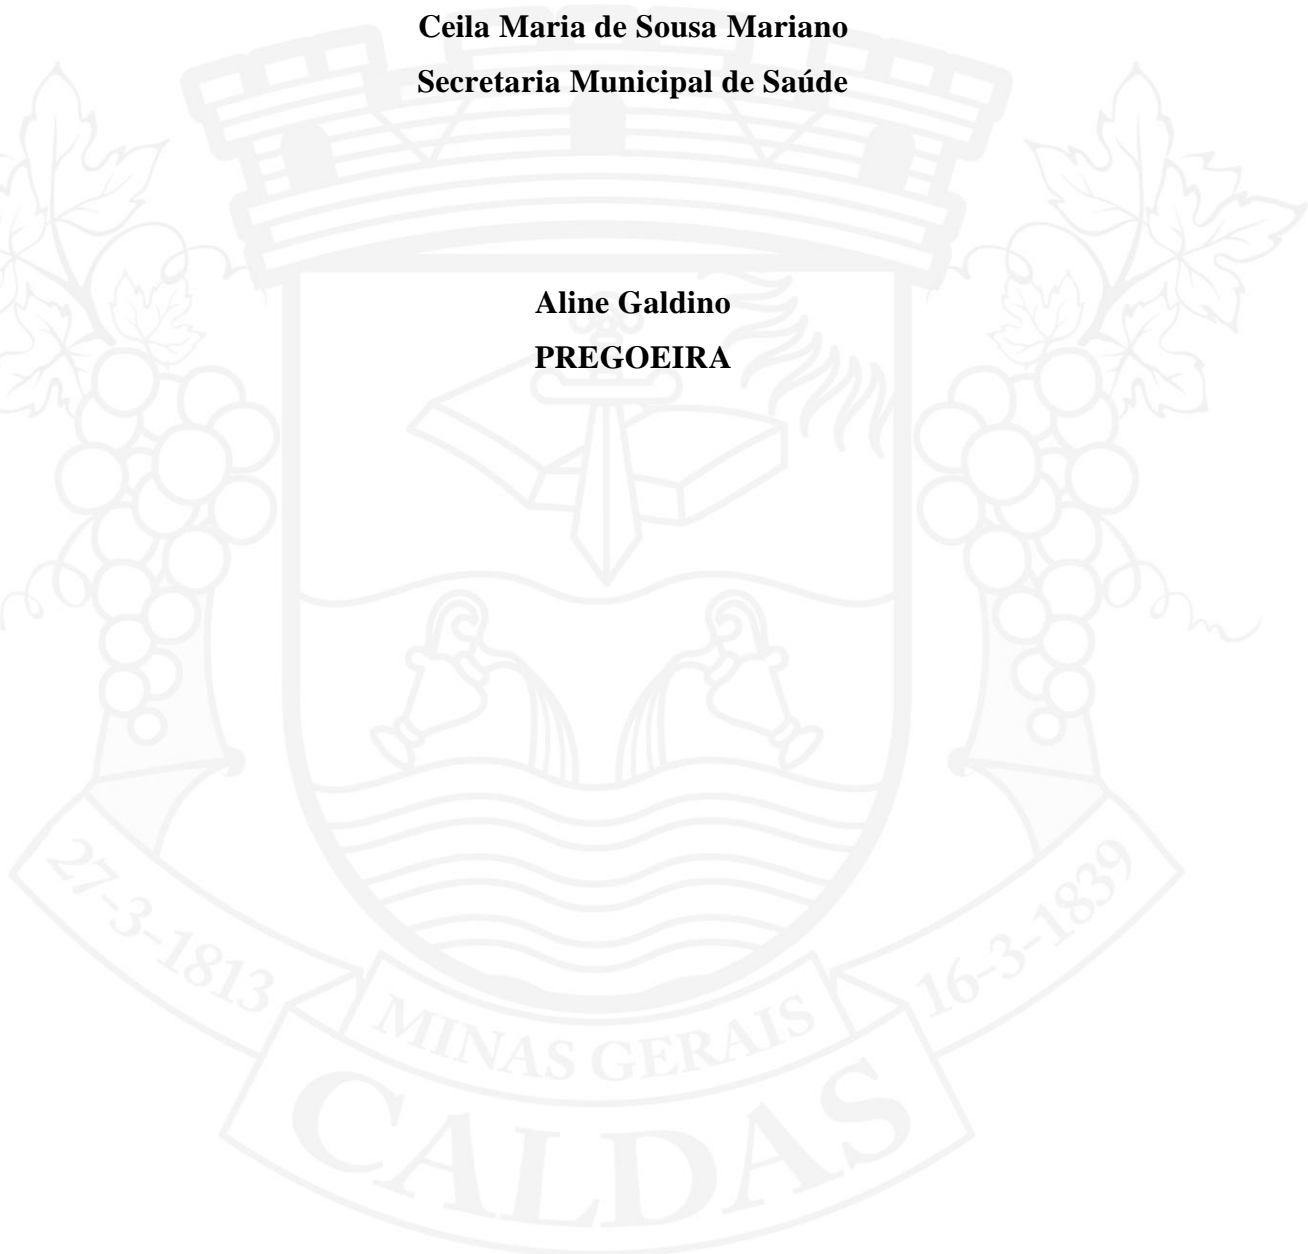 Ceila Maria de Sousa Mariano
Secretaria Municipal de Saúde
Aline Galdino
PREGOEIRA
27-3-1813
16-3-1839
MINAS GERAIS
CALDAS